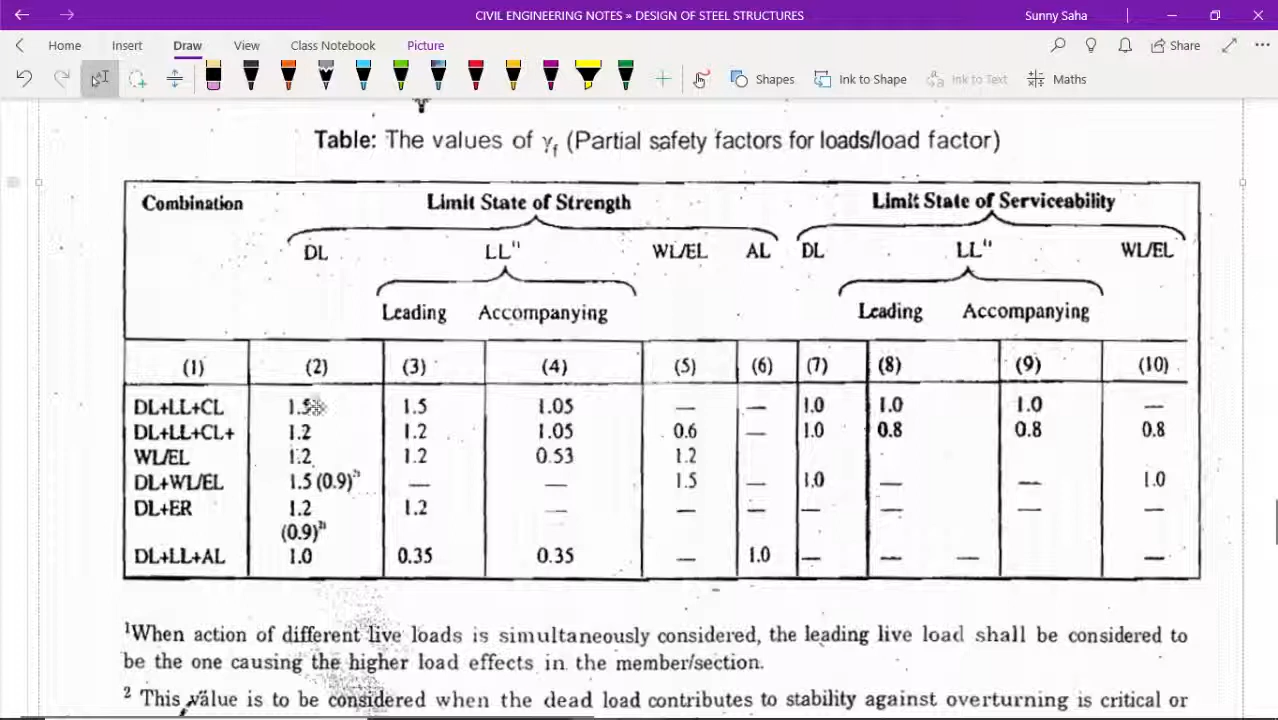 CIVIL ENGINEERING NOTES » DESIGN OF STEEL STRUCTURES
Sunny Saha
Home Insert Draw View Class Notebook Picture Share
Shapes Ink to Shape Ink to Text Maths
Table: The values of γf (Partial safety factors for loads/load factor)
Combination Limit State of Strength Limit State of Serviceability
DL LL" WL/EL AL DL LL" WL/EL
Leading Accompanying Leading Accompanying
(1) (2) (3) (4) (5) (6) (7) (8) (9) (10)
DL+LL+CL 1.5 1.5 1.05 — — 1.0 1.0 1.0 —
DL+LL+CL+ 1.2 1.2 1.05 0.6 — 1.0 0.8 0.8 0.8
WL/EL 1.2 1.2 0.53 1.2
DL+WL/EL 1.5 (0.9)²⁾ — — 1.5 — 1.0 — — 1.0
DL+ER 1.2 1.2 — — — — — — —
(0.9)²⁾
DL+LL+AL 1.0 0.35 0.35 — 1.0 — — — —
¹When action of different live loads is simultaneously considered, the leading live load shall be considered to
be the one causing the higher load effects in the member/section.
² This value is to be considered when the dead load contributes to stability against overturning is critical or